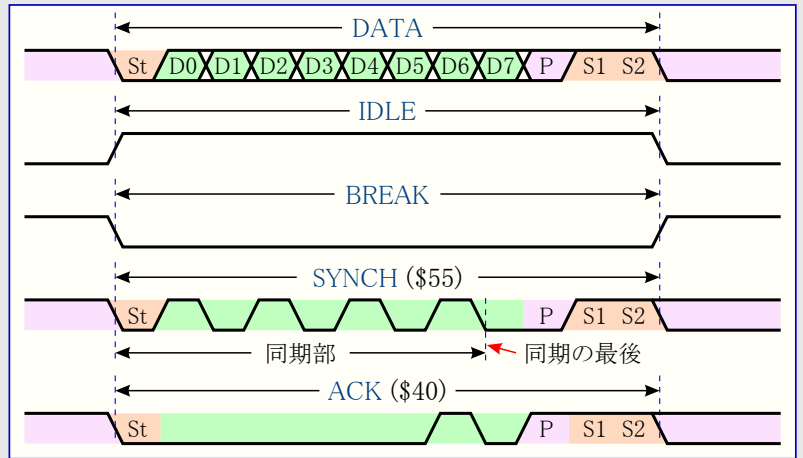 DATA
St D0 D1 D2 D3 D4 D5 D6 D7 P S1 S2
IDLE
BREAK
SYNCH ($55)
St P S1 S2
同期部 同期の最後
ACK ($40)
St P S1 S2